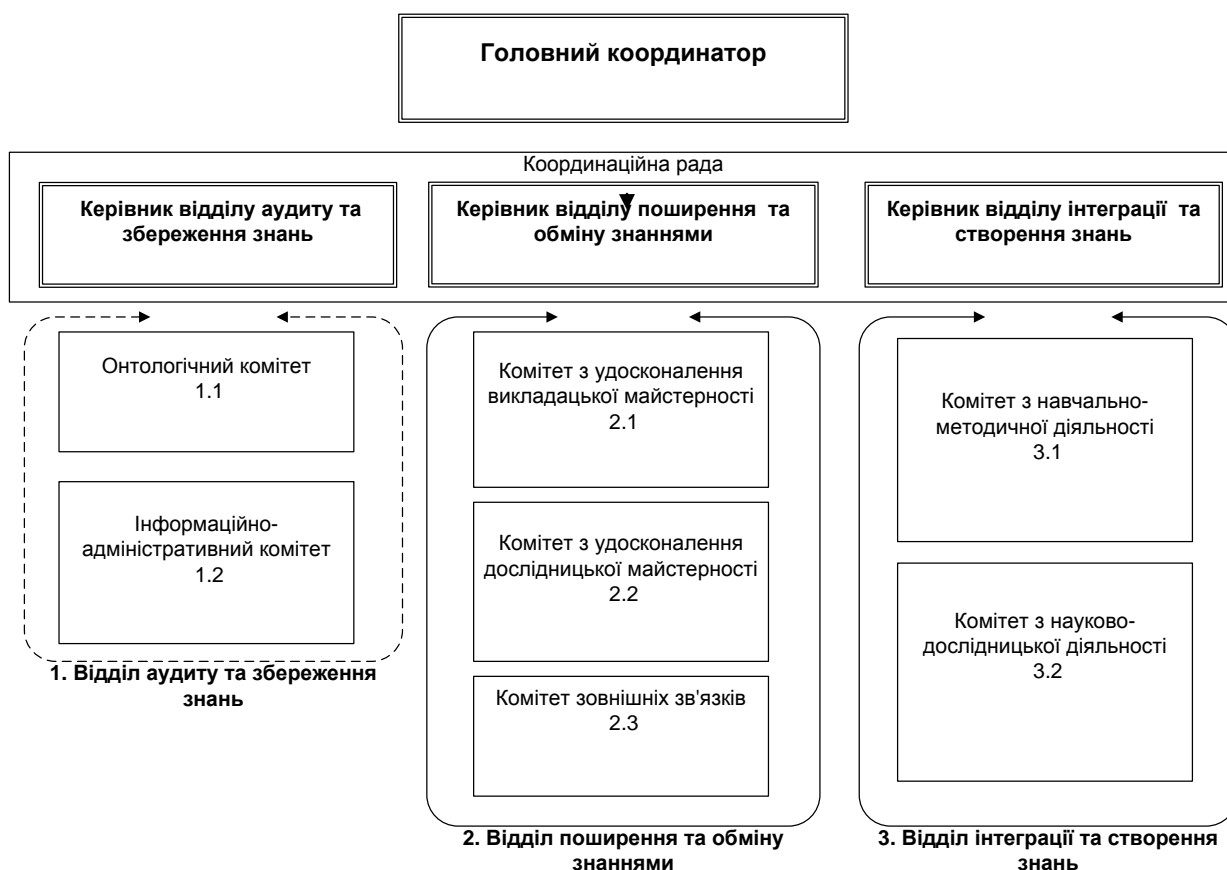 Головний координатор
Координаційна рада
Керівник відділу аудиту та
збереження знань
Керівник відділу поширення та
обміну знаннями
Керівник відділу інтеграції та
створення знань
Онтологічний комітет
1.1
Інформаційно-
адміністративний комітет
1.2
1. Відділ аудиту та збереження
знань
Комітет з удосконалення
викладацької майстерності
2.1
Комітет з удосконалення
дослідницької майстерності
2.2
Комітет зовнішніх зв'язків
2.3
2. Відділ поширення та обміну
знаннями
Комітет з навчально-
методичної діяльності
3.1
Комітет з науково-
дослідницької діяльності
3.2
3. Відділ інтеграції та створення
знань